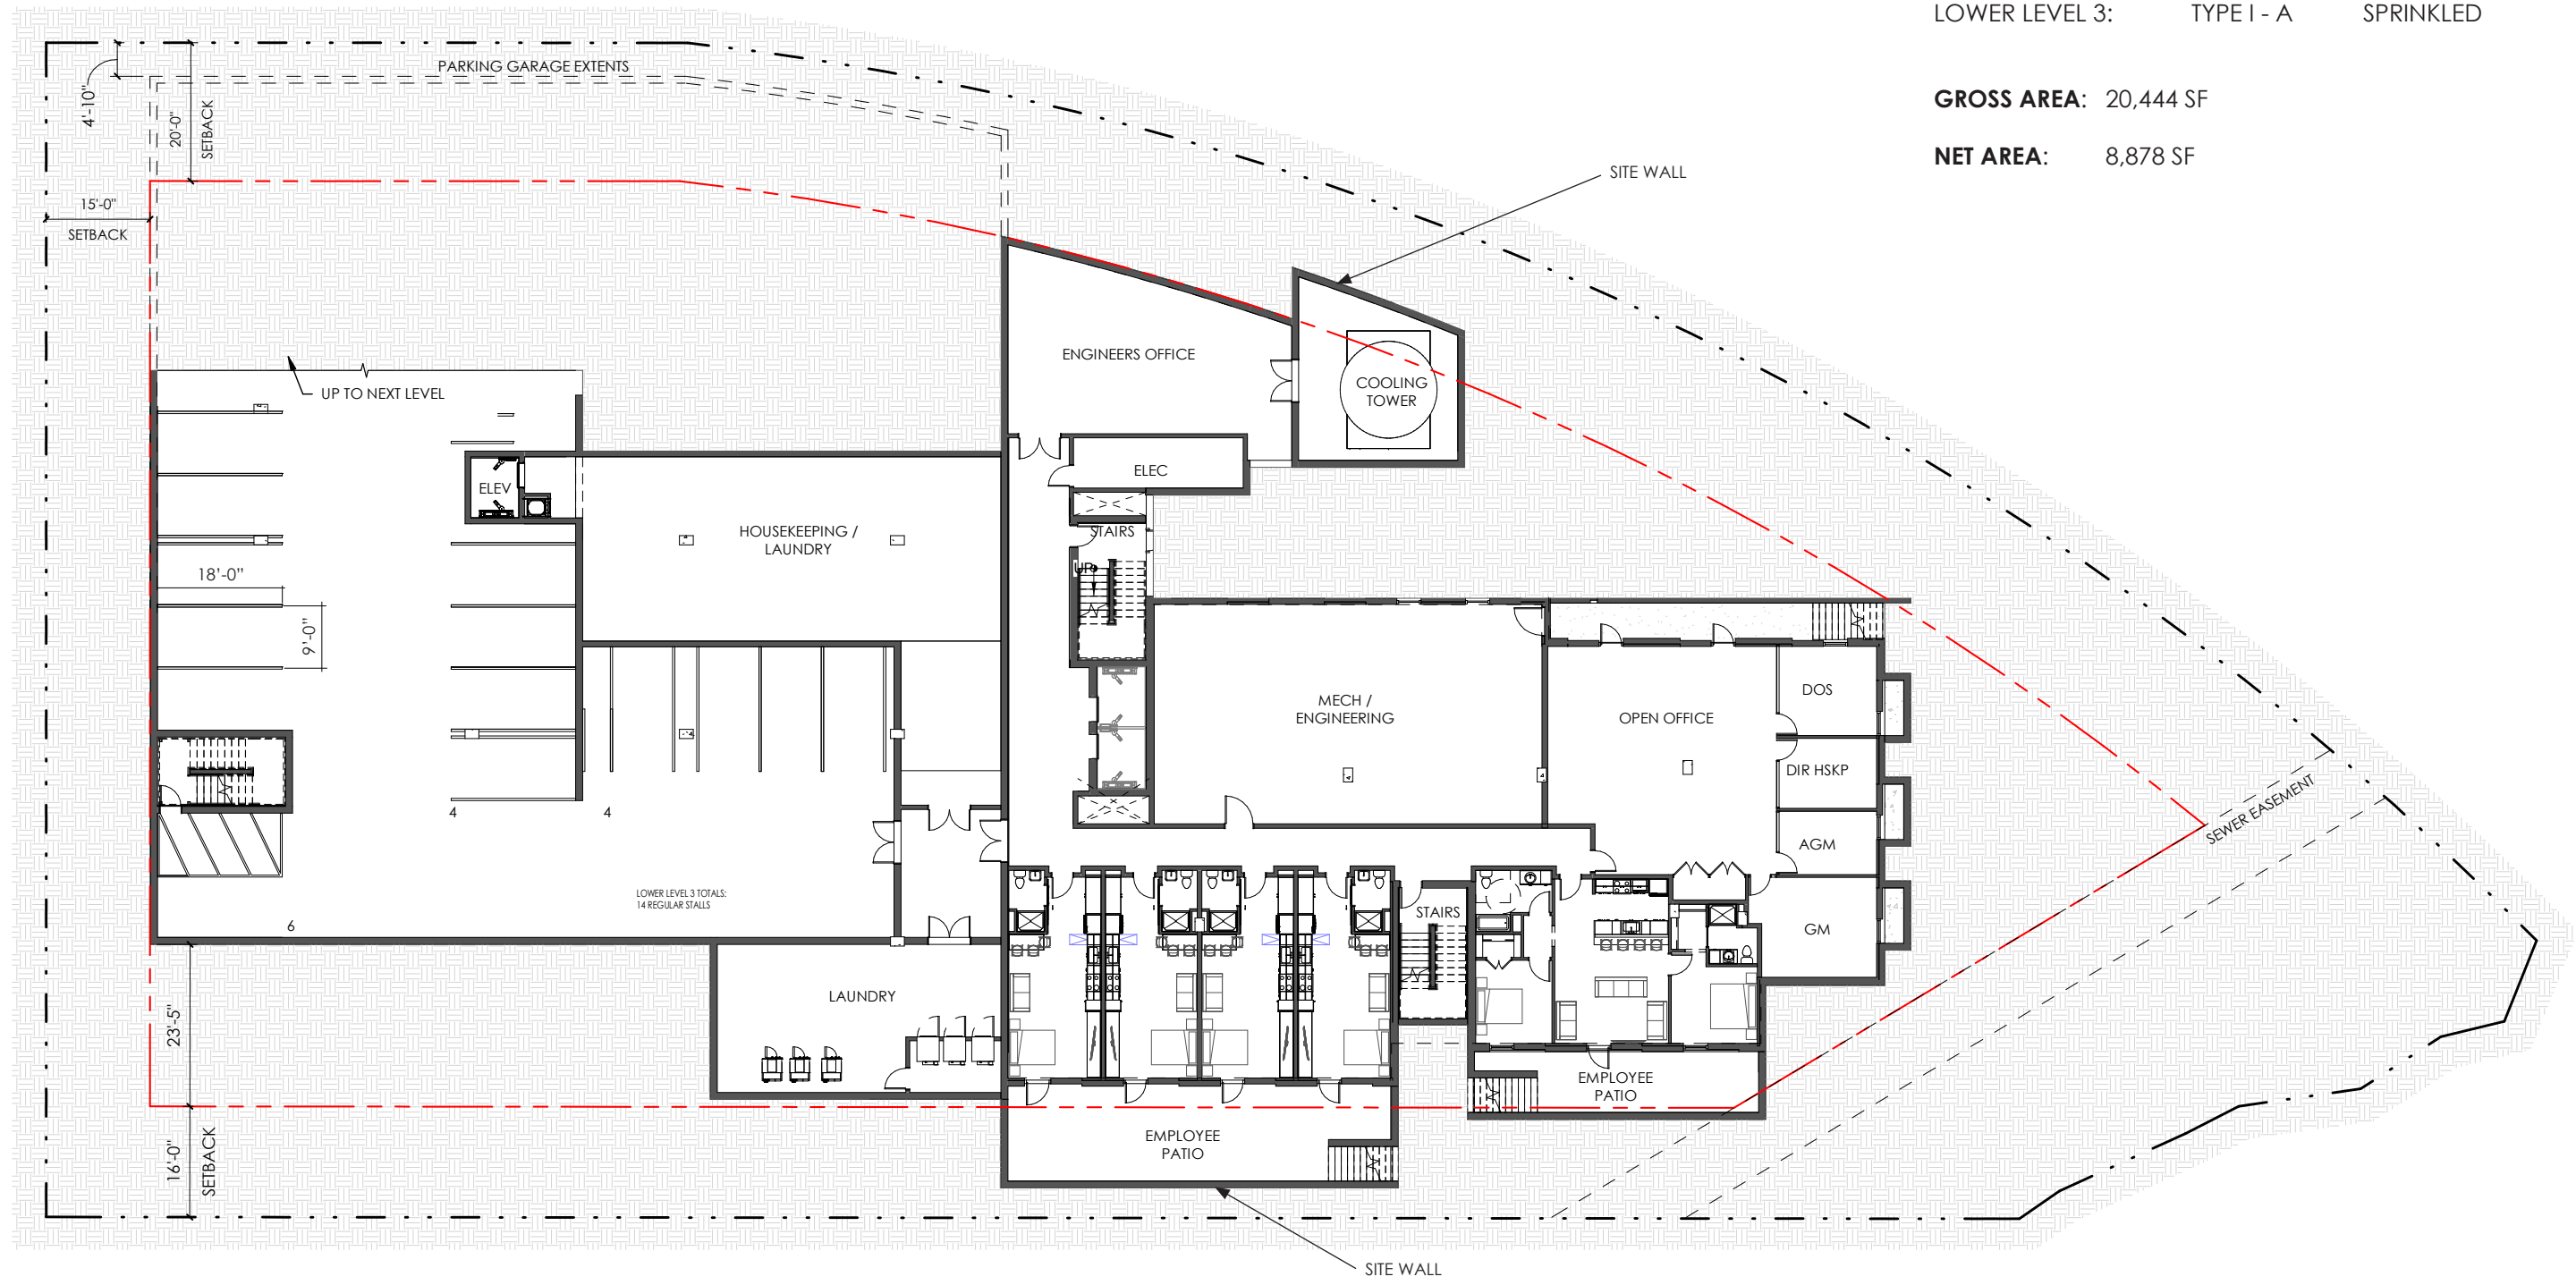 LOWER LEVEL 3: TYPE I - A SPRINKLED
GROSS AREA: 20,444 SF
NET AREA: 8,878 SF
PARKING GARAGE EXTENTS
4'-10"
20'-0"
SETBACK
15'-0"
SETBACK
SITE WALL
UP TO NEXT LEVEL
ENGINEERS OFFICE
COOLING
TOWER
ELEC
ELEV
HOUSEKEEPING /
LAUNDRY
STAIRS
UP
18'-0"
9'-0"
MECH /
ENGINEERING
OPEN OFFICE
DOS
DIR HSKP
AGM
GM
SEWER EASEMENT
4
4
LOWER LEVEL 3 TOTALS:
14 REGULAR STALLS
6
STAIRS
LAUNDRY
23'-5"
16'-0"
SETBACK
EMPLOYEE
PATIO
EMPLOYEE
PATIO
SITE WALL